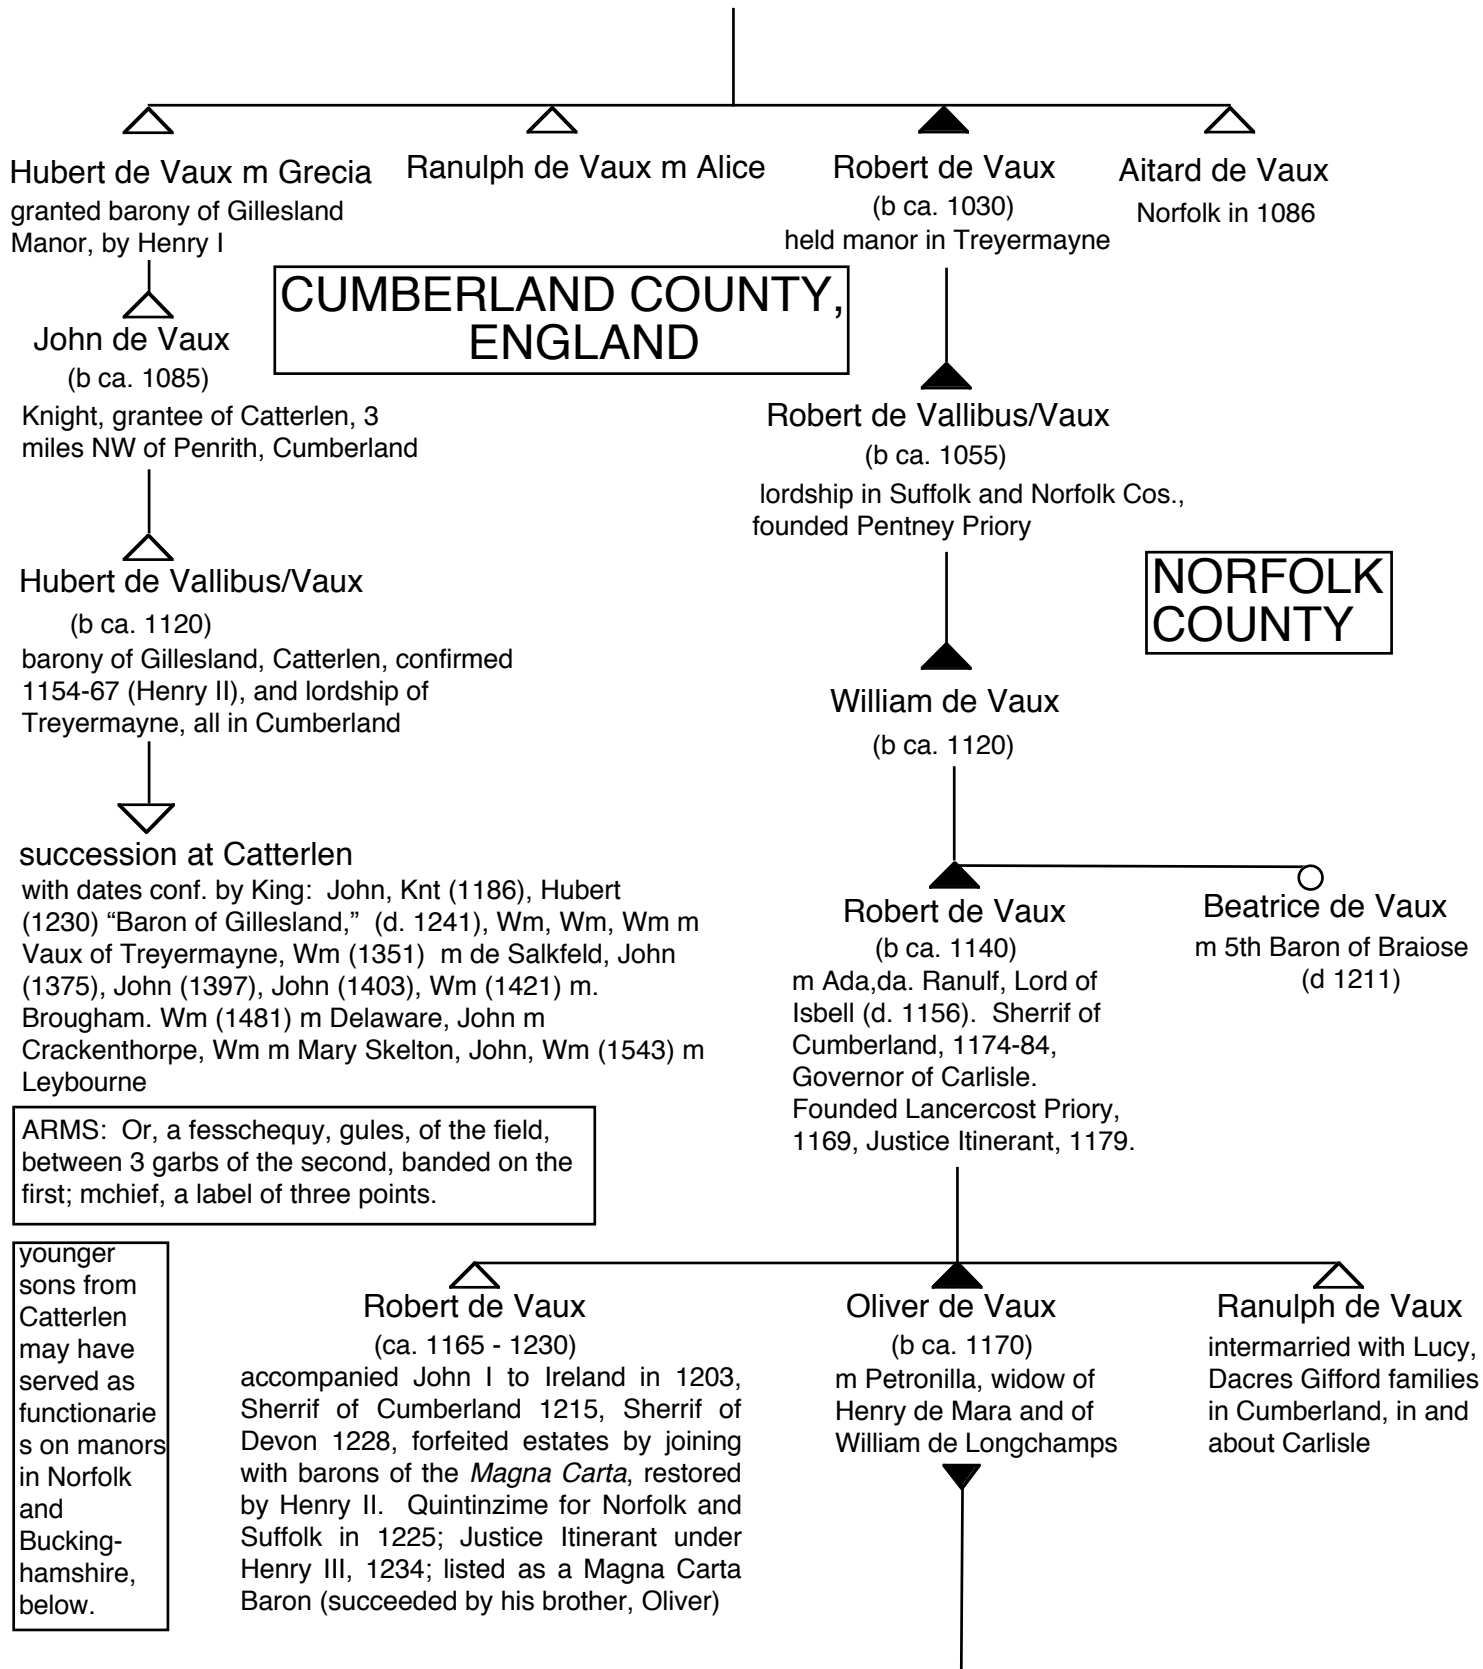 Hubert de Vaux m Grecia
granted barony of Gillesland
Manor, by Henry I
Ranulph de Vaux m Alice
Robert de Vaux
(b ca. 1030)
held manor in Treyermayne
Aitard de Vaux
Norfolk in 1086
CUMBERLAND COUNTY,
ENGLAND
John de Vaux
(b ca. 1085)
Knight, grantee of Catterlen, 3
miles NW of Penrith, Cumberland
Robert de Vallibus/Vaux
(b ca. 1055)
lordship in Suffolk and Norfolk Cos.,
founded Pentney Priory
NORFOLK
COUNTY
Hubert de Vallibus/Vaux
(b ca. 1120)
barony of Gillesland, Catterlen, confirmed
1154-67 (Henry II), and lordship of
Treyermayne, all in Cumberland
William de Vaux
(b ca. 1120)
succession at Catterlen
with dates conf. by King: John, Knt (1186), Hubert
(1230) “Baron of Gillesland,” (d. 1241), Wm, Wm, Wm m
Vaux of Treyermayne, Wm (1351) m de Salkfeld, John
(1375), John (1397), John (1403), Wm (1421) m.
Brougham. Wm (1481) m Delaware, John m
Crackenthorpe, Wm m Mary Skelton, John, Wm (1543) m
Leybourne
Robert de Vaux
(b ca. 1140)
m Ada,da. Ranulf, Lord of
Isbell (d. 1156). Sherrif of
Cumberland, 1174-84,
Governor of Carlisle.
Founded Lancercost Priory,
1169, Justice Itinerant, 1179.
Beatrice de Vaux
m 5th Baron of Braiose
(d 1211)
ARMS: Or, a fesschequy, gules, of the field,
between 3 garbs of the second, banded on the
first; mchief, a label of three points.
younger
sons from
Catterlen
may have
served as
functionarie
s on manors
in Norfolk
and
Bucking-
hamshire,
below.
Robert de Vaux
(ca. 1165 - 1230)
accompanied John I to Ireland in 1203,
Sherrif of Cumberland 1215, Sherrif of
Devon 1228, forfeited estates by joining
with barons of the Magna Carta, restored
by Henry II. Quintinzime for Norfolk and
Suffolk in 1225; Justice Itinerant under
Henry III, 1234; listed as a Magna Carta
Baron (succeeded by his brother, Oliver)
Oliver de Vaux
(b ca. 1170)
m Petronilla, widow of
Henry de Mara and of
William de Longchamps
Ranulph de Vaux
intermarried with Lucy,
Dacres Gifford families
in Cumberland, in and
about Carlisle